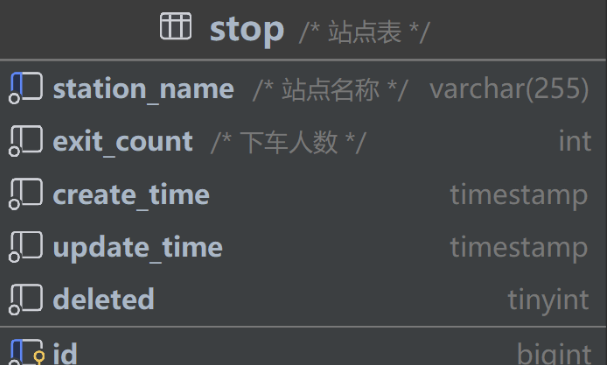 stop /* 站点表 */
station_name /* 站点名称 */ varchar(255)
exit_count /* 下车人数 */ int
create_time timestamp
update_time timestamp
deleted tinyint
id bigint